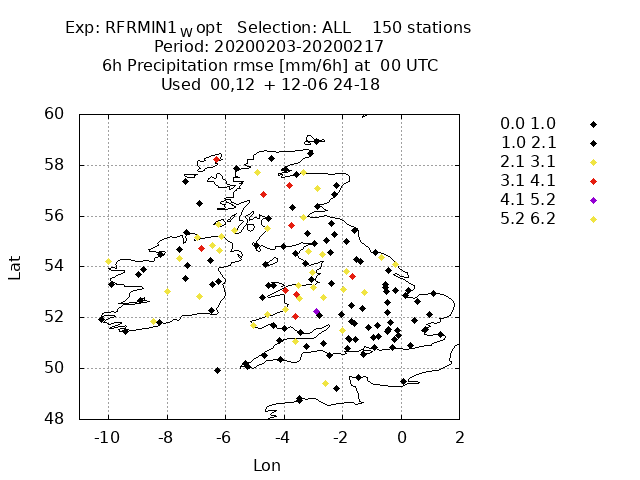 Exp: RFRMIN1Wopt   Selection: ALL    150 stations
Period: 20200203-20200217
6h Precipitation rmse [mm/6h] at  00 UTC
Used  00,12  + 12-06 24-18
60
58
56
54
52
50
48
Lat
-10 -8 -6 -4 -2 0 2
Lon
0.0 1.0
1.0 2.1
2.1 3.1
3.1 4.1
4.1 5.2
5.2 6.2